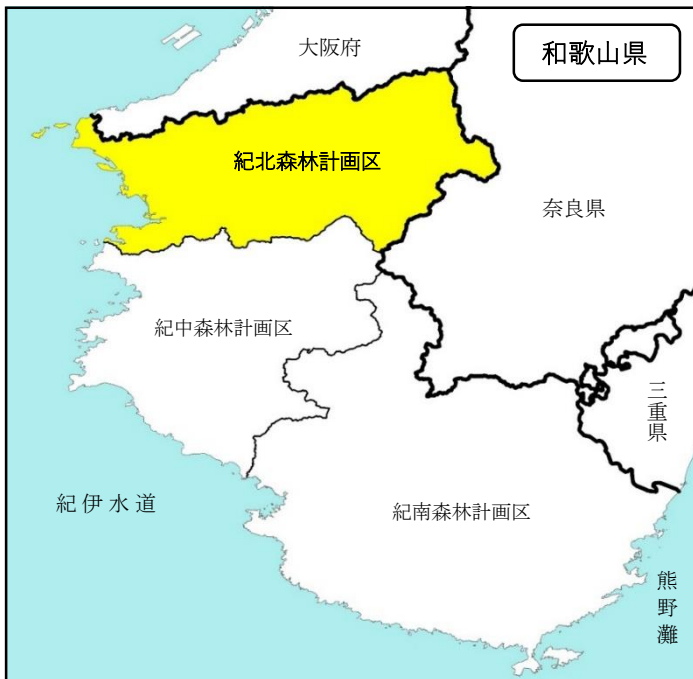 大阪府
和歌山県
紀北森林計画区
奈良県
紀中森林計画区
三重県
紀伊水道
紀南森林計画区
熊野灘